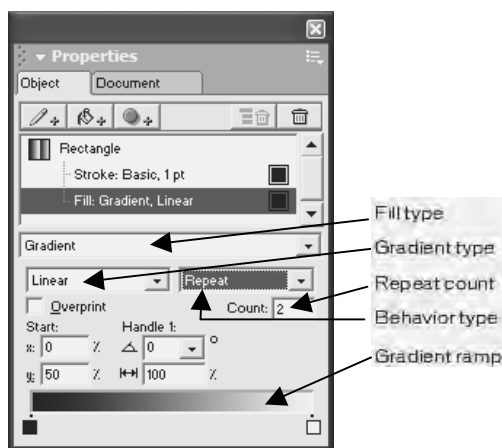 Properties
Object Document
Rectangle
Stroke: Basic, 1 pt
Fill: Gradient, Linear
Gradient
Linear Repeat
Overprint Count: 2
Start: Handle 1:
x: 0 % 0 °
y: 50 % 100 %
Fill type
Gradient type
Repeat count
Behavior type
Gradient ramp